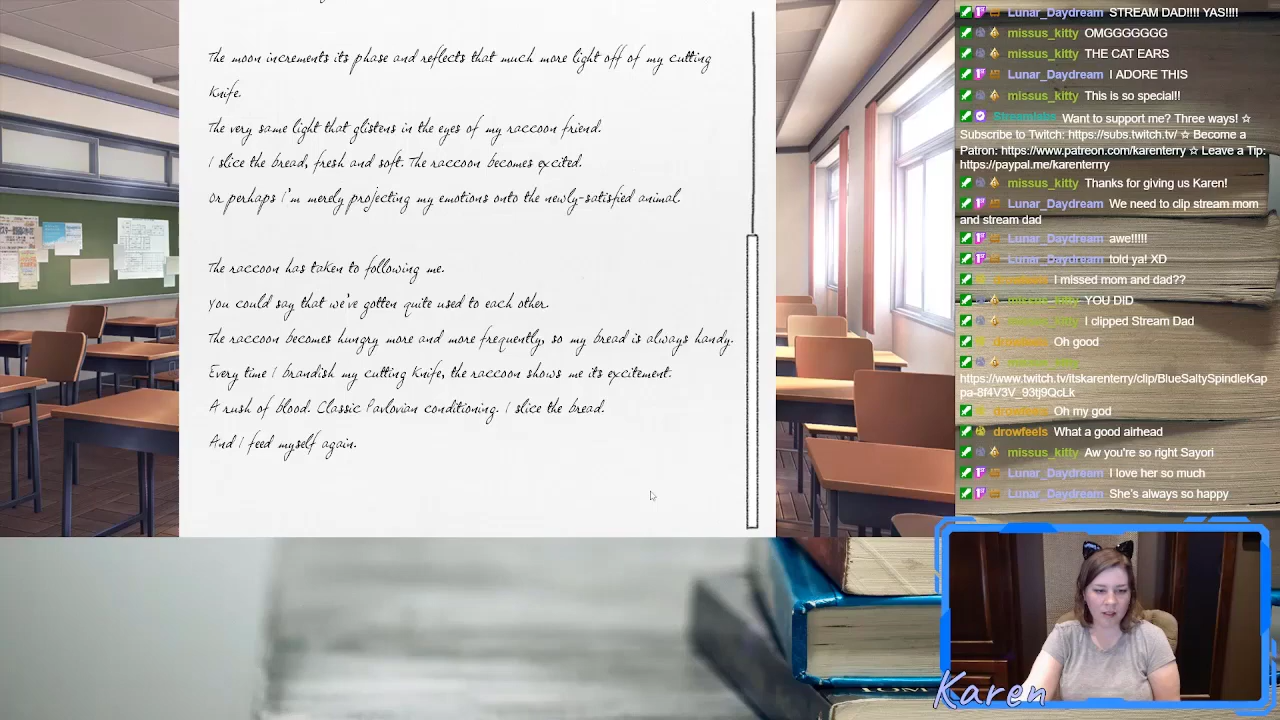 The moon increments its phase and reflects that much more light off of my cutting
knife.
The very same light that glistens in the eyes of my raccoon friend.
I slice the bread, fresh and soft. The raccoon becomes excited.
Or perhaps I'm merely projecting my emotions onto the newly-satisfied animal.
The raccoon has taken to following me.
You could say that we've gotten quite used to each other.
The raccoon becomes hungry more and more frequently, so my bread is always handy.
Every time I brandish my cutting knife, the raccoon shows me its excitement.
A rush of blood. Classic Pavlovian conditioning. I slice the bread.
And I feed myself again.
Lunar_Daydream STREAM DAD!!!! YAS!!!!
missus_kitty OMGGGGGGG
missus_kitty THE CAT EARS
Lunar_Daydream I ADORE THIS
missus_kitty This is so special!!
Streamlabs Want to support me? Three ways! ☆
Subscribe to Twitch: https://subs.twitch.tv/ ☆ Become a
Patron: https://www.patreon.com/karenterry ☆ Leave a Tip:
https://paypal.me/karenterrry
missus_kitty Thanks for giving us Karen!
Lunar_Daydream We need to clip stream mom
and stream dad
Lunar_Daydream awe!!!!!
Lunar_Daydream told ya! XD
I missed mom and dad??
missus_kitty YOU DID
missus_kitty I clipped Stream Dad
drowfeels Oh good
missus_kitty
https://www.twitch.tv/itskarenterry/clip/BlueSaltySpindleKap
pa-8f4V3V_93tj9QcLk
drowfeels Oh my god
drowfeels What a good airhead
missus_kitty Aw you're so right Sayori
Lunar_Daydream I love her so much
Lunar_Daydream She's always so happy
Karen